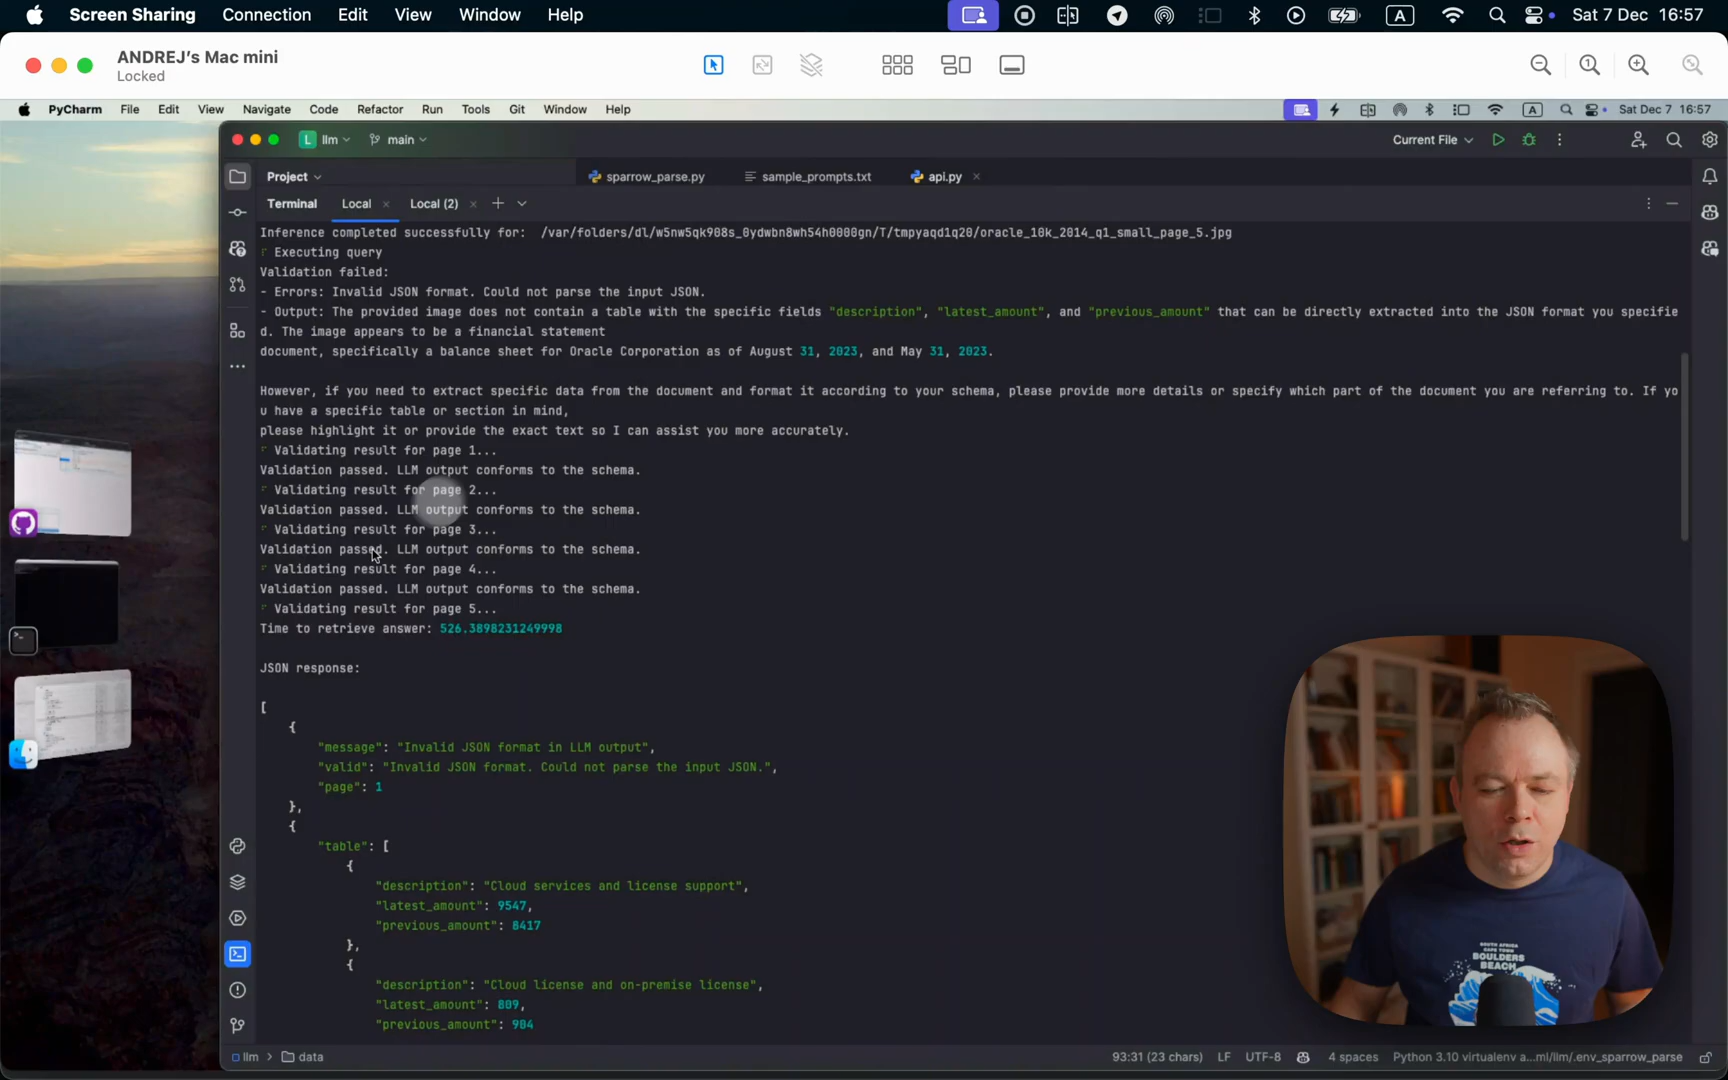 Screen Sharing Connection Edit View Window Help A Sat 7 Dec 16:57
ANDREJ's Mac mini
Locked
PyCharm File Edit View Navigate Code Refactor Run Tools Git Window Help A Sat Dec 7 16:57
L llm main Current File
Project sparrow_parse.py sample_prompts.txt api.py
Terminal Local Local (2)
Inference completed successfully for: /var/folders/dl/w5nw5qk908s_0ydwbn8wh54h0000gn/T/tmpyaqd1q20/oracle_10k_2014_q1_small_page_5.jpg
Executing query
Validation failed:
- Errors: Invalid JSON format. Could not parse the input JSON.
- Output: The provided image does not contain a table with the specific fields "description", "latest_amount", and "previous_amount" that can be directly extracted into the JSON format you specifie
d. The image appears to be a financial statement
document, specifically a balance sheet for Oracle Corporation as of August 31, 2023, and May 31, 2023.
However, if you need to extract specific data from the document and format it according to your schema, please provide more details or specify which part of the document you are referring to. If yo
u have a specific table or section in mind,
please highlight it or provide the exact text so I can assist you more accurately.
Validating result for page 1...
Validation passed. LLM output conforms to the schema.
Validating result for page 2...
Validation passed. LLM output conforms to the schema.
Validating result for page 3...
Validation passed. LLM output conforms to the schema.
Validating result for page 4...
Validation passed. LLM output conforms to the schema.
Validating result for page 5...
Time to retrieve answer: 526.3898231249998
JSON response:
[
{
"message": "Invalid JSON format in LLM output",
"valid": "Invalid JSON format. Could not parse the input JSON.",
"page": 1
},
{
"table": [
{
"description": "Cloud services and license support",
"latest_amount": 9547,
"previous_amount": 8417
},
{
"description": "Cloud license and on-premise license",
"latest_amount": 809,
"previous_amount": 904
SOUTH AFRICA
CAPE TOWN
BOULDERS
BEACH
llm > data 93:31 (23 chars) LF UTF-8 4 spaces Python 3.10 virtualenv a...ml/llm/.env_sparrow_parse